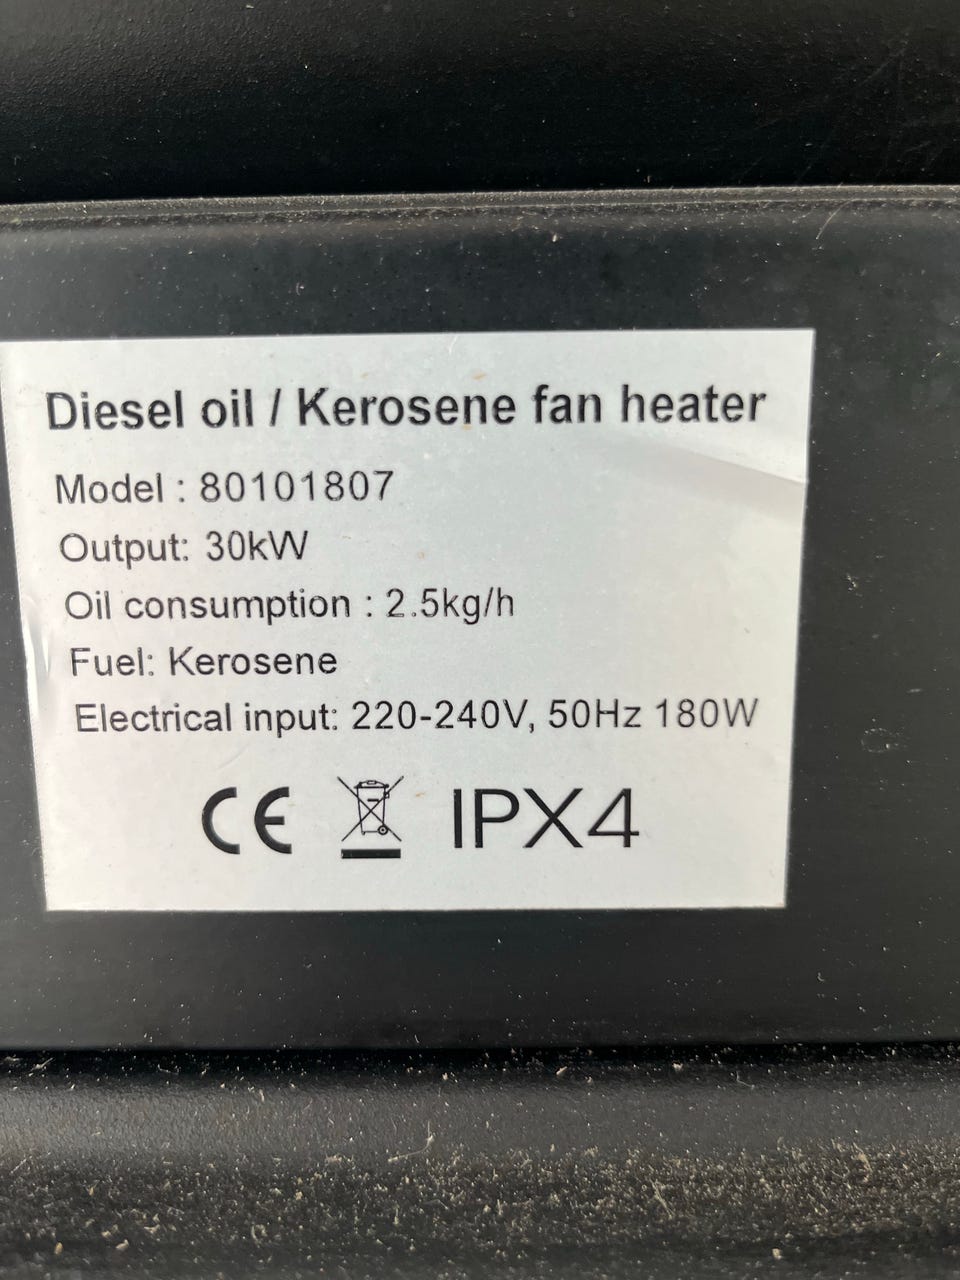 Diesel oil / Kerosene fan heater
Model : 80101807
Output: 30kW
Oil consumption : 2.5kg/h
Fuel: Kerosene
Electrical input: 220-240V, 50Hz 180W
CE IPX4